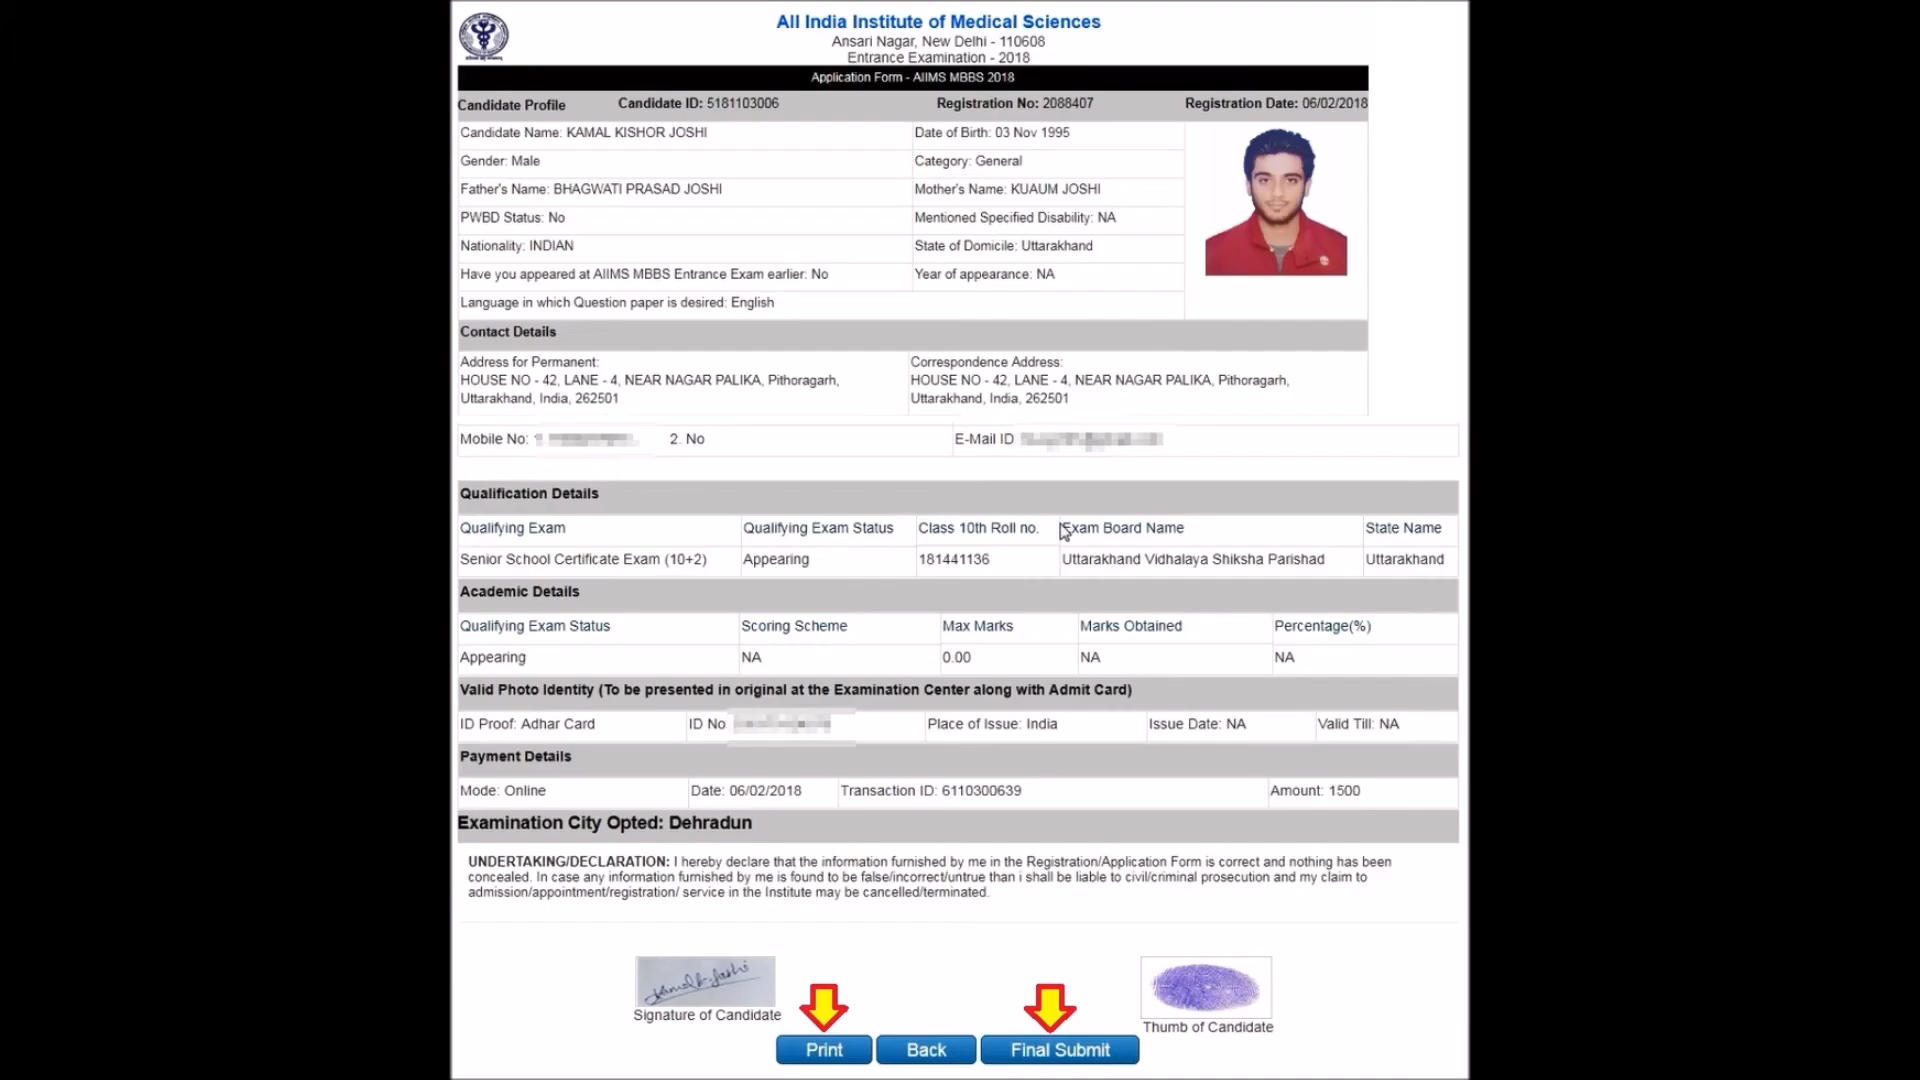 All India Institute of Medical Sciences
Ansari Nagar, New Delhi - 110608
Entrance Examination - 2018
Application Form - AIIMS MBBS 2018
Candidate Profile Candidate ID: 5181103006 Registration No: 2088407 Registration Date: 06/02/2018
Candidate Name: KAMAL KISHOR JOSHI Date of Birth: 03 Nov 1995
Gender: Male Category: General
Father's Name: BHAGWATI PRASAD JOSHI Mother's Name: KUAUM JOSHI
PWBD Status: No Mentioned Specified Disability: NA
Nationality: INDIAN State of Domicile: Uttarakhand
Have you appeared at AIIMS MBBS Entrance Exam earlier: No Year of appearance: NA
Language in which Question paper is desired: English
Contact Details
Address for Permanent: Correspondence Address:
HOUSE NO - 42, LANE - 4, NEAR NAGAR PALIKA, Pithoragarh, HOUSE NO - 42, LANE - 4, NEAR NAGAR PALIKA, Pithoragarh,
Uttarakhand, India, 262501 Uttarakhand, India, 262501
Mobile No: 2. No E-Mail ID
Qualification Details
Qualifying Exam Qualifying Exam Status Class 10th Roll no. Exam Board Name State Name
Senior School Certificate Exam (10+2) Appearing 181441136 Uttarakhand Vidhalaya Shiksha Parishad Uttarakhand
Academic Details
Qualifying Exam Status Scoring Scheme Max Marks Marks Obtained Percentage(%)
Appearing NA 0.00 NA NA
Valid Photo Identity (To be presented in original at the Examination Center along with Admit Card)
ID Proof: Adhar Card ID No Place of Issue: India Issue Date: NA Valid Till: NA
Payment Details
Mode: Online Date: 06/02/2018 Transaction ID: 6110300639 Amount: 1500
Examination City Opted: Dehradun
UNDERTAKING/DECLARATION: I hereby declare that the information furnished by me in the Registration/Application Form is correct and nothing has been
concealed. In case any information furnished by me is found to be false/incorrect/untrue than i shall be liable to civil/criminal prosecution and my claim to
admission/appointment/registration/ service in the Institute may be cancelled/terminated.
Signature of Candidate
Thumb of Candidate
Print Back Final Submit